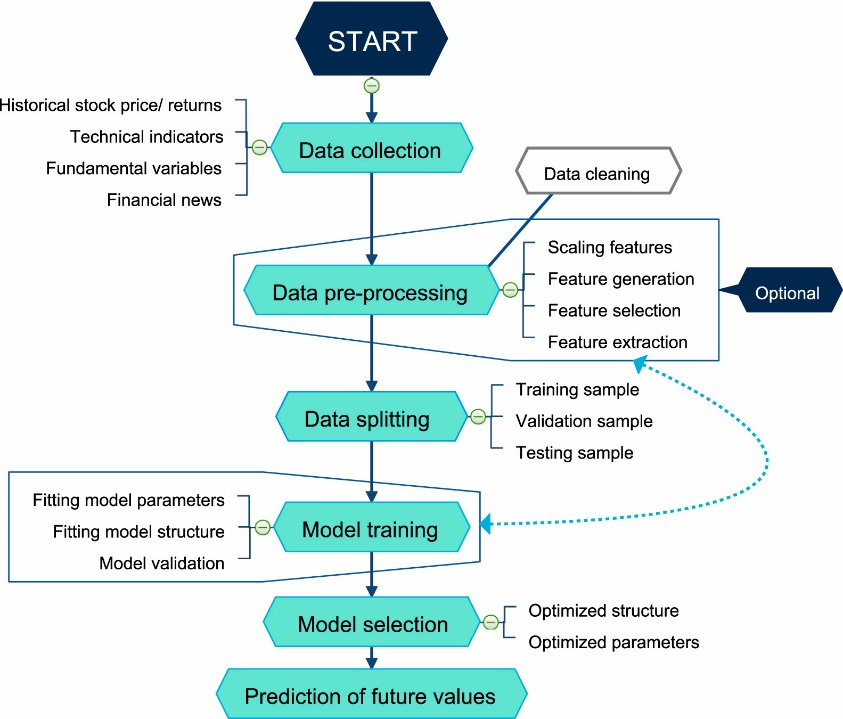 START
Historical stock price/ returns
Technical indicators
Fundamental variables
Financial news
Data collection
Data cleaning
Data pre-processing
Scaling features
Feature generation
Feature selection
Feature extraction
Optional
Data splitting
Training sample
Validation sample
Testing sample
Fitting model parameters
Fitting model structure
Model validation
Model training
Model selection
Optimized structure
Optimized parameters
Prediction of future values